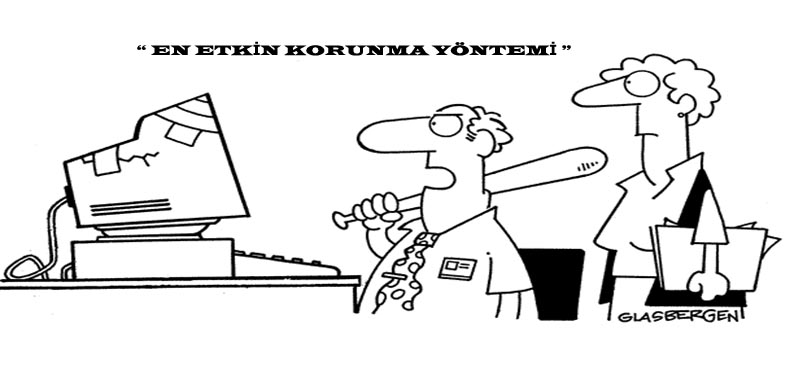 “ EN ETKİN KORUNMA YÖNTEMİ ”
GLASBERGEN